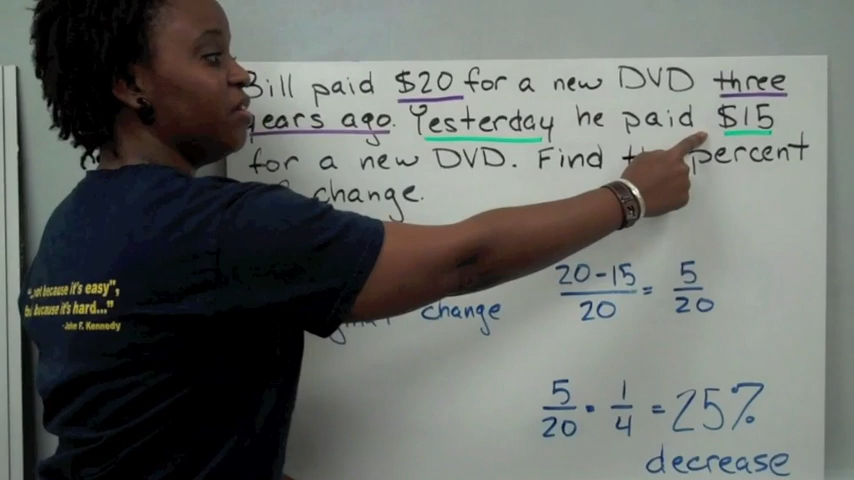 Bill paid $20 for a new DVD three
years ago. Yesterday he paid $15
for a new DVD. Find the percent
change.
20-15 / 20 = 5 / 20
change
5 / 20 · 1 / 4 = 25%
decrease
not because it's easy",
because it's hard..."
-John F. Kennedy